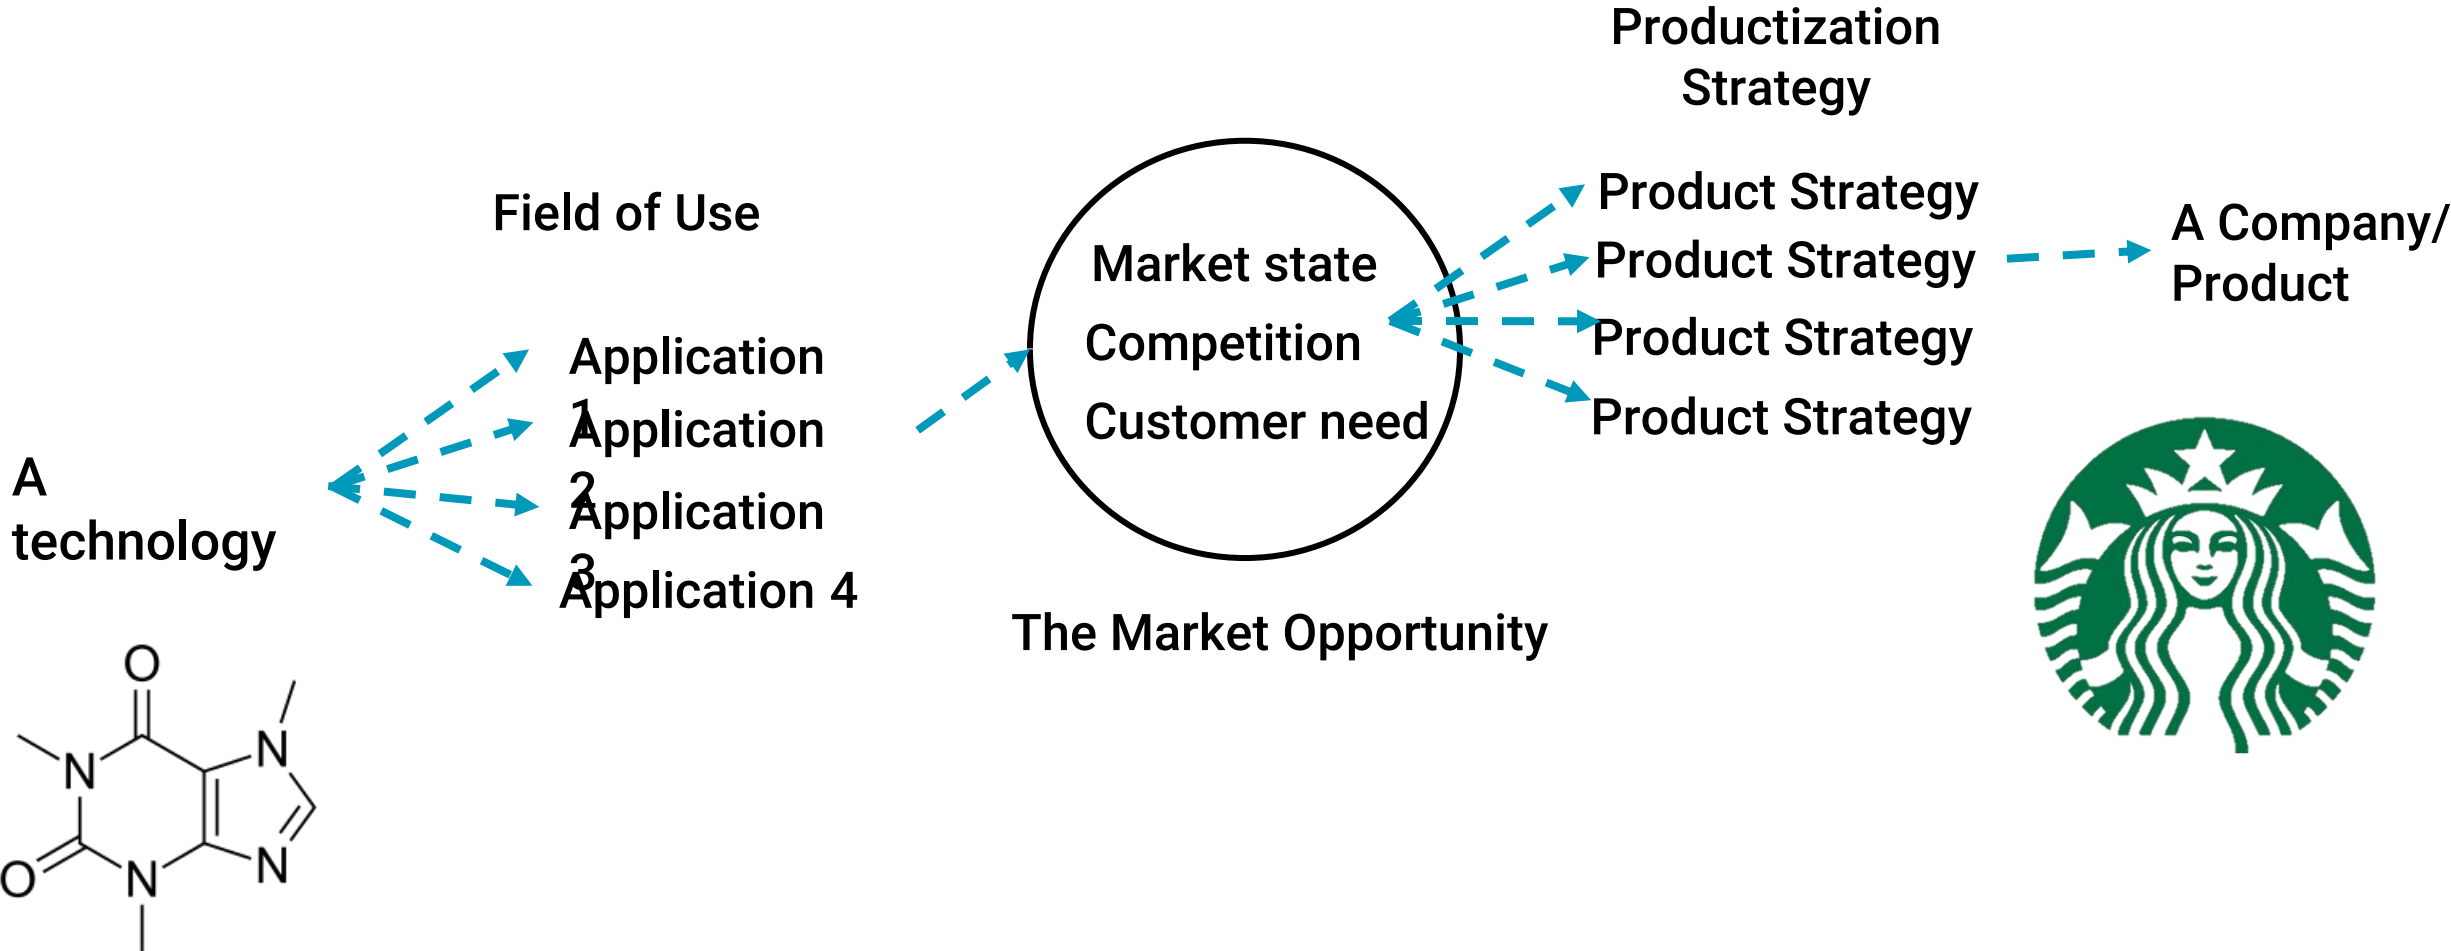 A
technology
O
N
N
O
N
N
Field of Use
Application
1
Application
2
Application
3
Application 4
Market state
Competition
Customer need
The Market Opportunity
Productization
Strategy
Product Strategy
Product Strategy
Product Strategy
Product Strategy
A Company/
Product